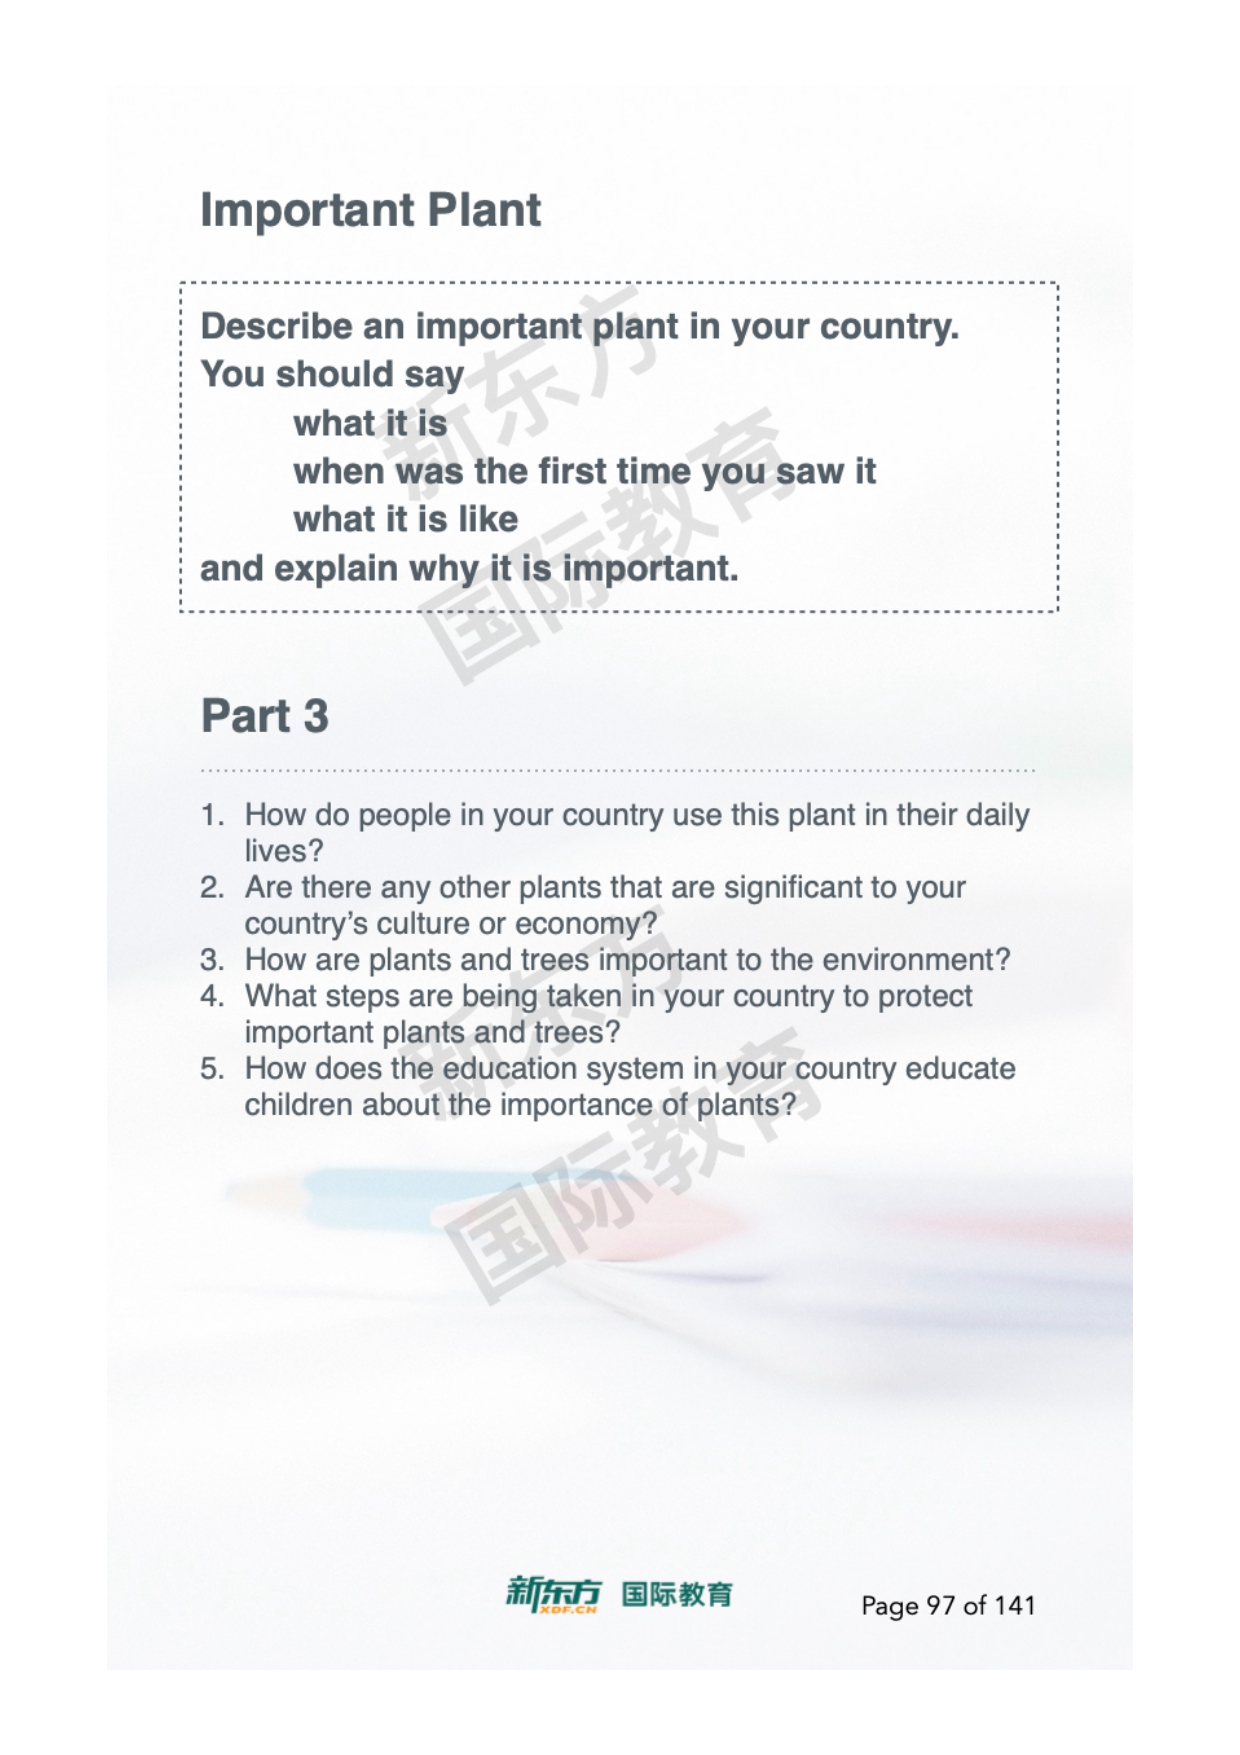 Important Plant
Describe an important plant in your country.
You should say
what it is
when was the first time you saw it
what it is like
and explain why it is important.
新东方
国际教育
Part 3
1. How do people in your country use this plant in their daily
lives?
2. Are there any other plants that are significant to your
country’s culture or economy?
3. How are plants and trees important to the environment?
4. What steps are being taken in your country to protect
important plants and trees?
5. How does the education system in your country educate
children about the importance of plants?
新东方
国际教育
新东方 国际教育
XDF.CN
Page 97 of 141